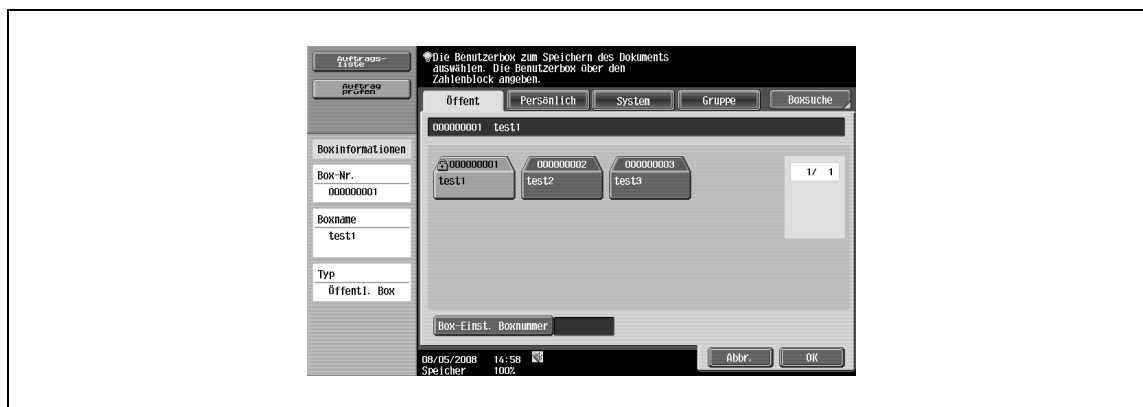 Auftrags-
liste
Auftrag
prüfen
Die Benutzerbox zum Speichern des Dokuments
auswählen. Die Benutzerbox über den
Zahlenblock angeben.
Öffent Persönlich System Gruppe Boxsuche
000000001 test1
Boxinformationen
Box-Nr.
000000001
Boxname
test1
Typ
Öffentl. Box
000000001 000000002 000000003
test1 test2 test3
1/ 1
Box-Einst. Boxnummer
Abbr. OK
08/05/2008 14:58
Speicher 100%